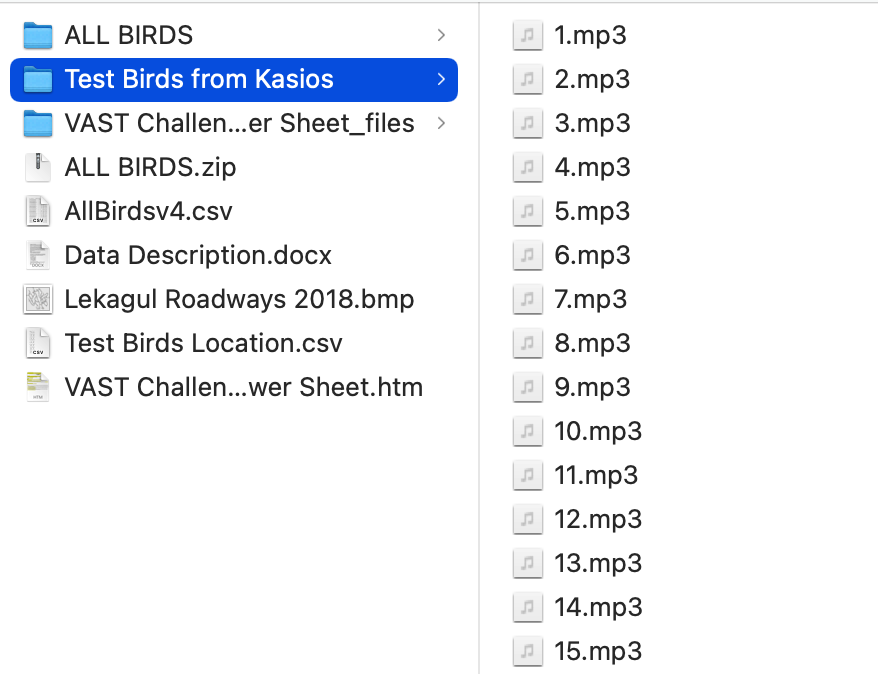 ALL BIRDS
Test Birds from Kasios
VAST Challen...er Sheet_files
ALL BIRDS.zip
AllBirdsv4.csv
Data Description.docx
Lekagul Roadways 2018.bmp
Test Birds Location.csv
VAST Challen...wer Sheet.htm
1.mp3
2.mp3
3.mp3
4.mp3
5.mp3
6.mp3
7.mp3
8.mp3
9.mp3
10.mp3
11.mp3
12.mp3
13.mp3
14.mp3
15.mp3